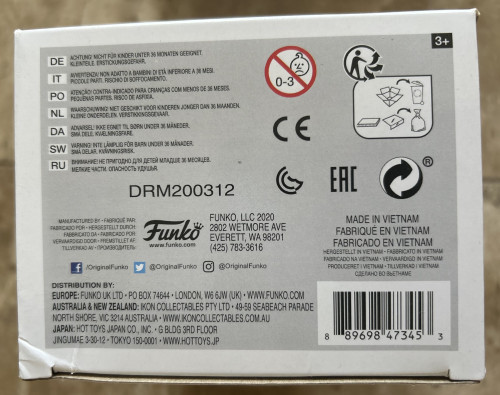 DE ACHTUNG! NICHT FÜR KINDER UNTER 36 MONATEN GEEIGNET.
KLEINTEILE. ERSTICKUNGSGEFAHR.
IT AVVERTENZA! NON ADATTO A BAMBINI DI ETÀ INFERIORE A 36 MESI.
PICCOLE PARTI. RISCHIO DI SOFFOCAMENTO.
PO ATENÇÃO! CONTRA-INDICADO PARA CRIANÇAS COM MENOS DE 36 MESES.
PEQUENAS PARTES. RISCO DE ASFIXIA.
NL WAARSCHUWING! NIET GESCHIKT VOOR KINDEREN JONGER DAN 36 MAANDEN.
KLEINE ONDERDELEN. VERSTIKKINGSGEVAAR.
DA ADVARSEL! IKKE EGNET TIL BØRN UNDER 36 MÅNEDER.
SMÅ DELE. KVÆLNINGSFARE.
SW VARNING! INTE LÄMPLIG FÖR BARN UNDER 36 MÅNADER.
SMÅ DELAR. KVÄVNINGSRISK.
RU ВНИМАНИЕ! НЕ ПРИГОДНО ДЛЯ ДЕТЕЙ МЛАДШЕ 36 МЕСЯЦЕВ.
МЕЛКИЕ ЧАСТИ. ОПАСНОСТЬ УДУШЬЯ.
0-3
3+
CE
EAC
DRM200312
MANUFACTURED BY • FABRIQUÉ PAR
FABRICADO POR • HERGESTELLT DURCH
FABRICATO DA • FABRICADO POR
VERVAARDIGD DOOR • FREMSTILLET AF
TILLVERKAD AV • ПРОИЗВОДИТЕЛЬ
Funko
www.funko.com
FUNKO, LLC 2020
2802 WETMORE AVE
EVERETT, WA 98201
(425) 783-3616
/OriginalFunko
@OriginalFunko
@OriginalFunko
MADE IN VIETNAM
FABRIQUÉ EN VIETNAM
FABRICADO EN VIETNAM
HERGESTELLT IN VIETNAM • FABBRICATO IN VIETNAM
FABRICADO NO VIETNAM • VERVAARDIGD IN VIETNAM
PRODUCERET I VIETNAM • TILLVERKAD I VIETNAM
СДЕЛАНО ВО ВЬЕТНАМЕ
DISTRIBUTION BY:
EUROPE: FUNKO UK LTD • PO BOX 74644 • LONDON, W6 6JW (UK) • WWW.FUNKO.COM
AUSTRALIA & NEW ZEALAND: IKON COLLECTABLES PTY LTD • 49-59 SEABEACH PARADE
NORTH SHORE, VIC 3214 AUSTRALIA • WWW.IKONCOLLECTABLES.COM.AU
JAPAN: HOT TOYS JAPAN CO., INC. • G BLDG 3RD FLOOR
JINGUMAE 3-30-12 • TOKYO 150-0001 • WWW.HOTTOYS.JP
8 89698 47345 3